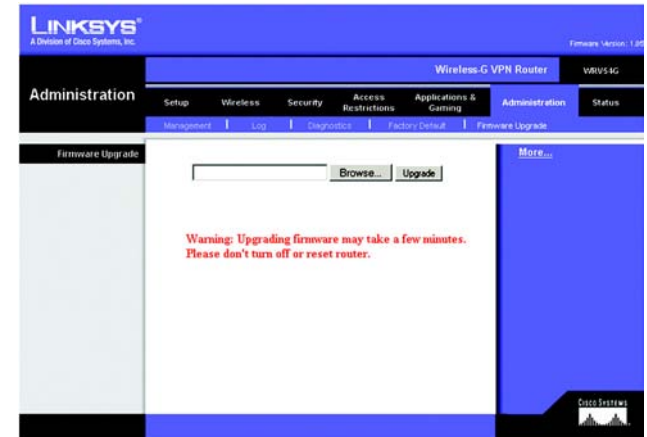 LINKSYS®
A Division of Cisco Systems, Inc.
Firmware Version: 1.0
Wireless-G VPN Router WRV54G
Administration
Setup Wireless Security Access Restrictions Applications & Gaming Administration Status
Management Log Diagnostics Factory Default Firmware Upgrade
Firmware Upgrade
Browse... Upgrade
More...
Warning: Upgrading firmware may take a few minutes.
Please don't turn off or reset router.
CISCO SYSTEMS